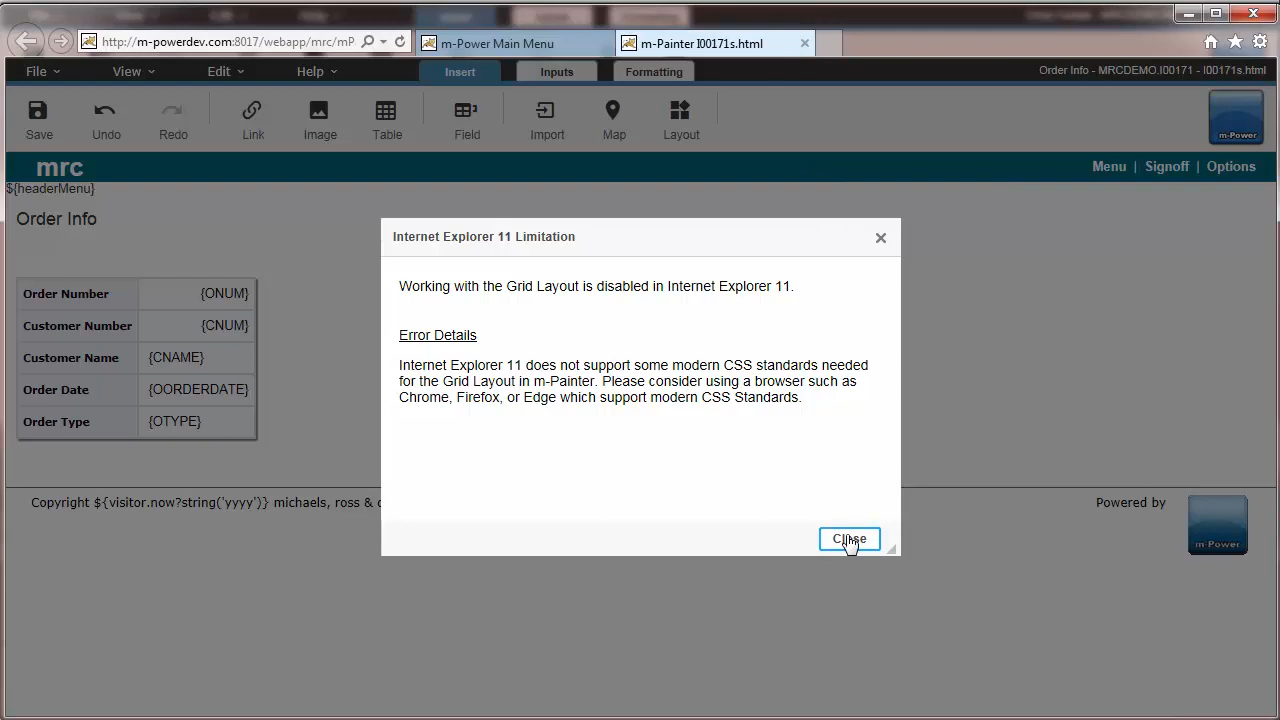 http://m-powerdev.com:8017/webapp/mrc/mP
m-Power Main Menu
m-Painter I00171s.html
File
View
Edit
Help
Insert
Inputs
Formatting
Order Info - MRCDEMO.I00171 - I00171s.html
Save
Undo
Redo
Link
Image
Table
Field
Import
Map
Layout
m-Power
mrc
Menu | Signoff | Options
${headerMenu}
Order Info
Order Number {ONUM}
Customer Number {CNUM}
Customer Name {CNAME}
Order Date {OORDERDATE}
Order Type {OTYPE}
Internet Explorer 11 Limitation
Working with the Grid Layout is disabled in Internet Explorer 11.
Error Details
Internet Explorer 11 does not support some modern CSS standards needed
for the Grid Layout in m-Painter. Please consider using a browser such as
Chrome, Firefox, or Edge which support modern CSS Standards.
Close
Copyright ${visitor.now?string('yyyy')} michaels, ross &
Powered by
m-Power